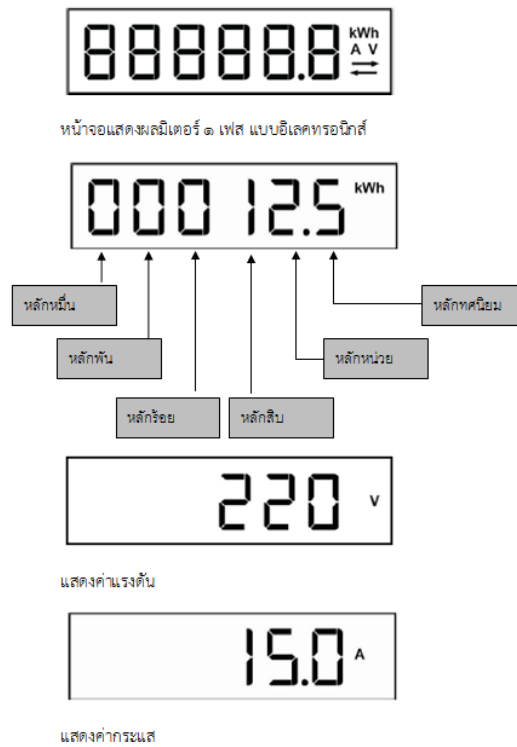 88888.8 kWh
A V
หน้าจอแสดงผลมิเตอร์ ๑ เฟส แบบอิเลคทรอนิกส์
00012.5 kWh
หลักหมื่น
หลักทศนิยม
หลักพัน
หลักหน่วย
หลักร้อย
หลักสิบ
220 V
แสดงค่าแรงดัน
15.0 A
แสดงค่ากระแส